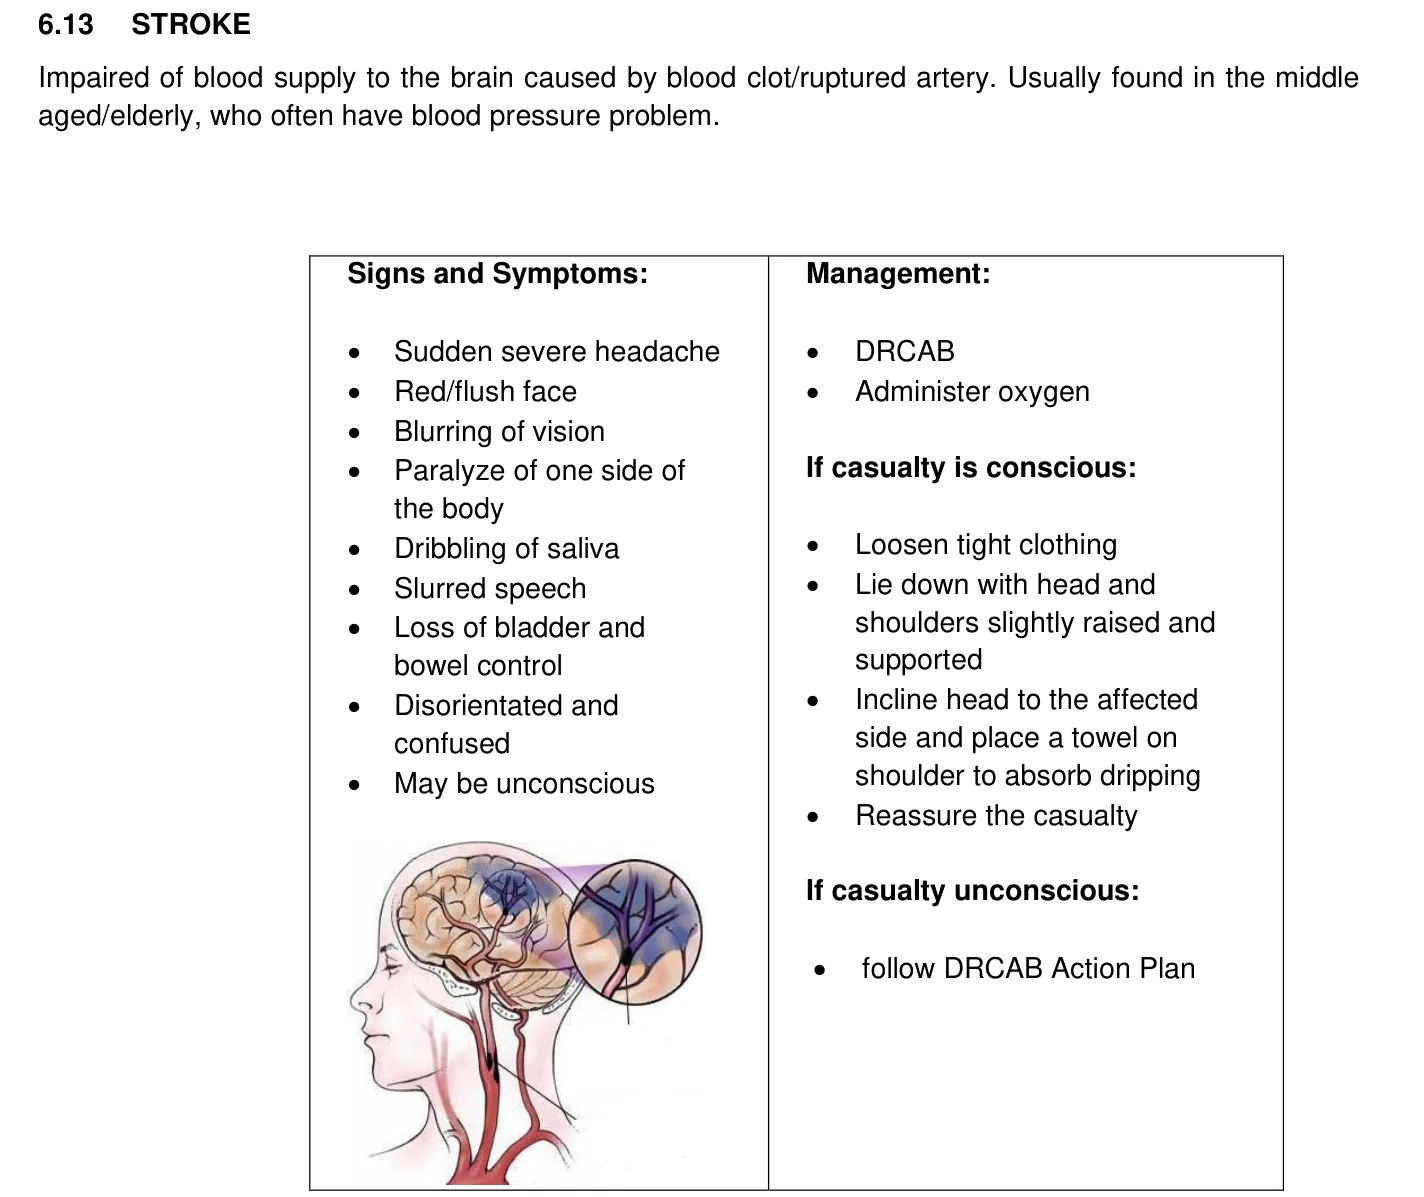 6.13 STROKE
Impaired of blood supply to the brain caused by blood clot/ruptured artery. Usually found in the middle
aged/elderly, who often have blood pressure problem.
Signs and Symptoms:
• Sudden severe headache
• Red/flush face
• Blurring of vision
• Paralyze of one side of
the body
• Dribbling of saliva
• Slurred speech
• Loss of bladder and
bowel control
• Disorientated and
confused
• May be unconscious
Management:
• DRCAB
• Administer oxygen
If casualty is conscious:
• Loosen tight clothing
• Lie down with head and
shoulders slightly raised and
supported
• Incline head to the affected
side and place a towel on
shoulder to absorb dripping
• Reassure the casualty
If casualty unconscious:
• follow DRCAB Action Plan